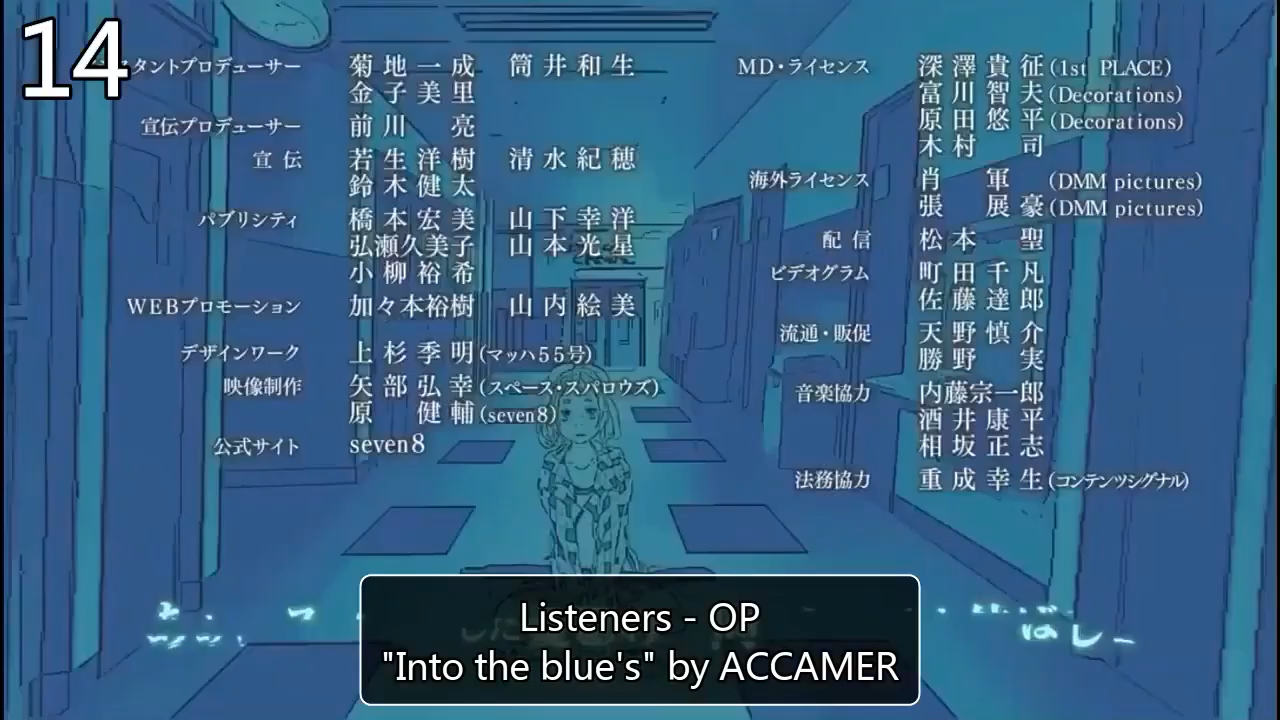 14
タントプロデューサー 菊地一成 筒井和生
金子美里
宣伝プロデューサー 前川 亮
宣伝 若生洋樹 清水紀穂
鈴木健太
パブリシティ 橋本宏美 山下幸洋
弘瀬久美子 山本光星
小柳裕希
WEBプロモーション 加々本裕樹 山内絵美
デザインワーク 上杉季明(マッハ55号)
映像制作 矢部弘幸(スペース・スパロウズ)
原 健輔(seven8)
公式サイト seven8
MD・ライセンス 深澤貴征(1st PLACE)
富川智夫(Decorations)
原田悠平(Decorations)
木村 司
海外ライセンス 肖 軍 (DMM pictures)
張 展豪(DMM pictures)
配信 松本 聖
ビデオグラム 町田千凡
佐藤達郎
流通・販促 天野慎介
勝野 実
音楽協力 内藤宗一郎
酒井康平
相坂正志
法務協力 重成幸生(コンテンツシグナル)
Listeners - OP
"Into the blue's" by ACCAMER